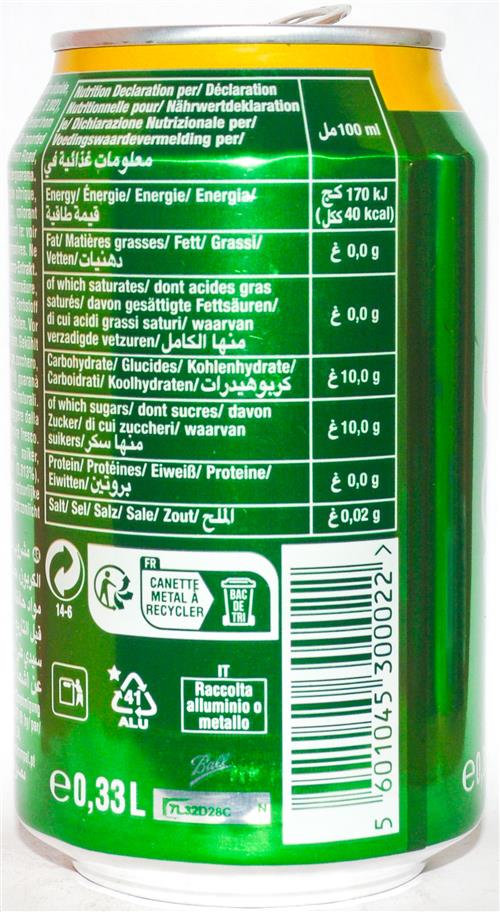 Nutrition Declaration per/ Déclaration
Nutritionnelle pour/ Nährwertdeklaration
je/ Dichiarazione Nutrizionale per/
Voedingswaardevermelding per/
معلومات غذائية في
100 ml مل
Energy/ Énergie/ Energie/ Energia/
قيمة طاقية
170 kJ كج
(40 kcal ككل)
Fat/ Matières grasses/ Fett/ Grassi/
Vetten/ دهنيات
0,0 g غ
of which saturates/ dont acides gras
saturés/ davon gesättigte Fettsäuren/
di cui acidi grassi saturi/ waarvan
verzadigde vetzuren/ منها الكامل
0,0 g غ
Carbohydrate/ Glucides/ Kohlenhydrate/
Carboidrati/ Koolhydraten/ كربوهيدرات
10,0 g غ
of which sugars/ dont sucres/ davon
Zucker/ di cui zuccheri/ waarvan
suikers/ منها سكر
10,0 g غ
Protein/ Protéines/ Eiweiß/ Proteine/
Eiwitten/ بروتين
0,0 g غ
Salt/ Sel/ Salz/ Sale/ Zout/ الملح
0,02 g غ
14-6
FR
CANETTE
MÉTAL À
RECYCLER
BAC
DE
TRI
41
ALU
IT
Raccolta
alluminio o
metallo
Ball
e0,33L
7L32D28C N
5 601045 300022 >